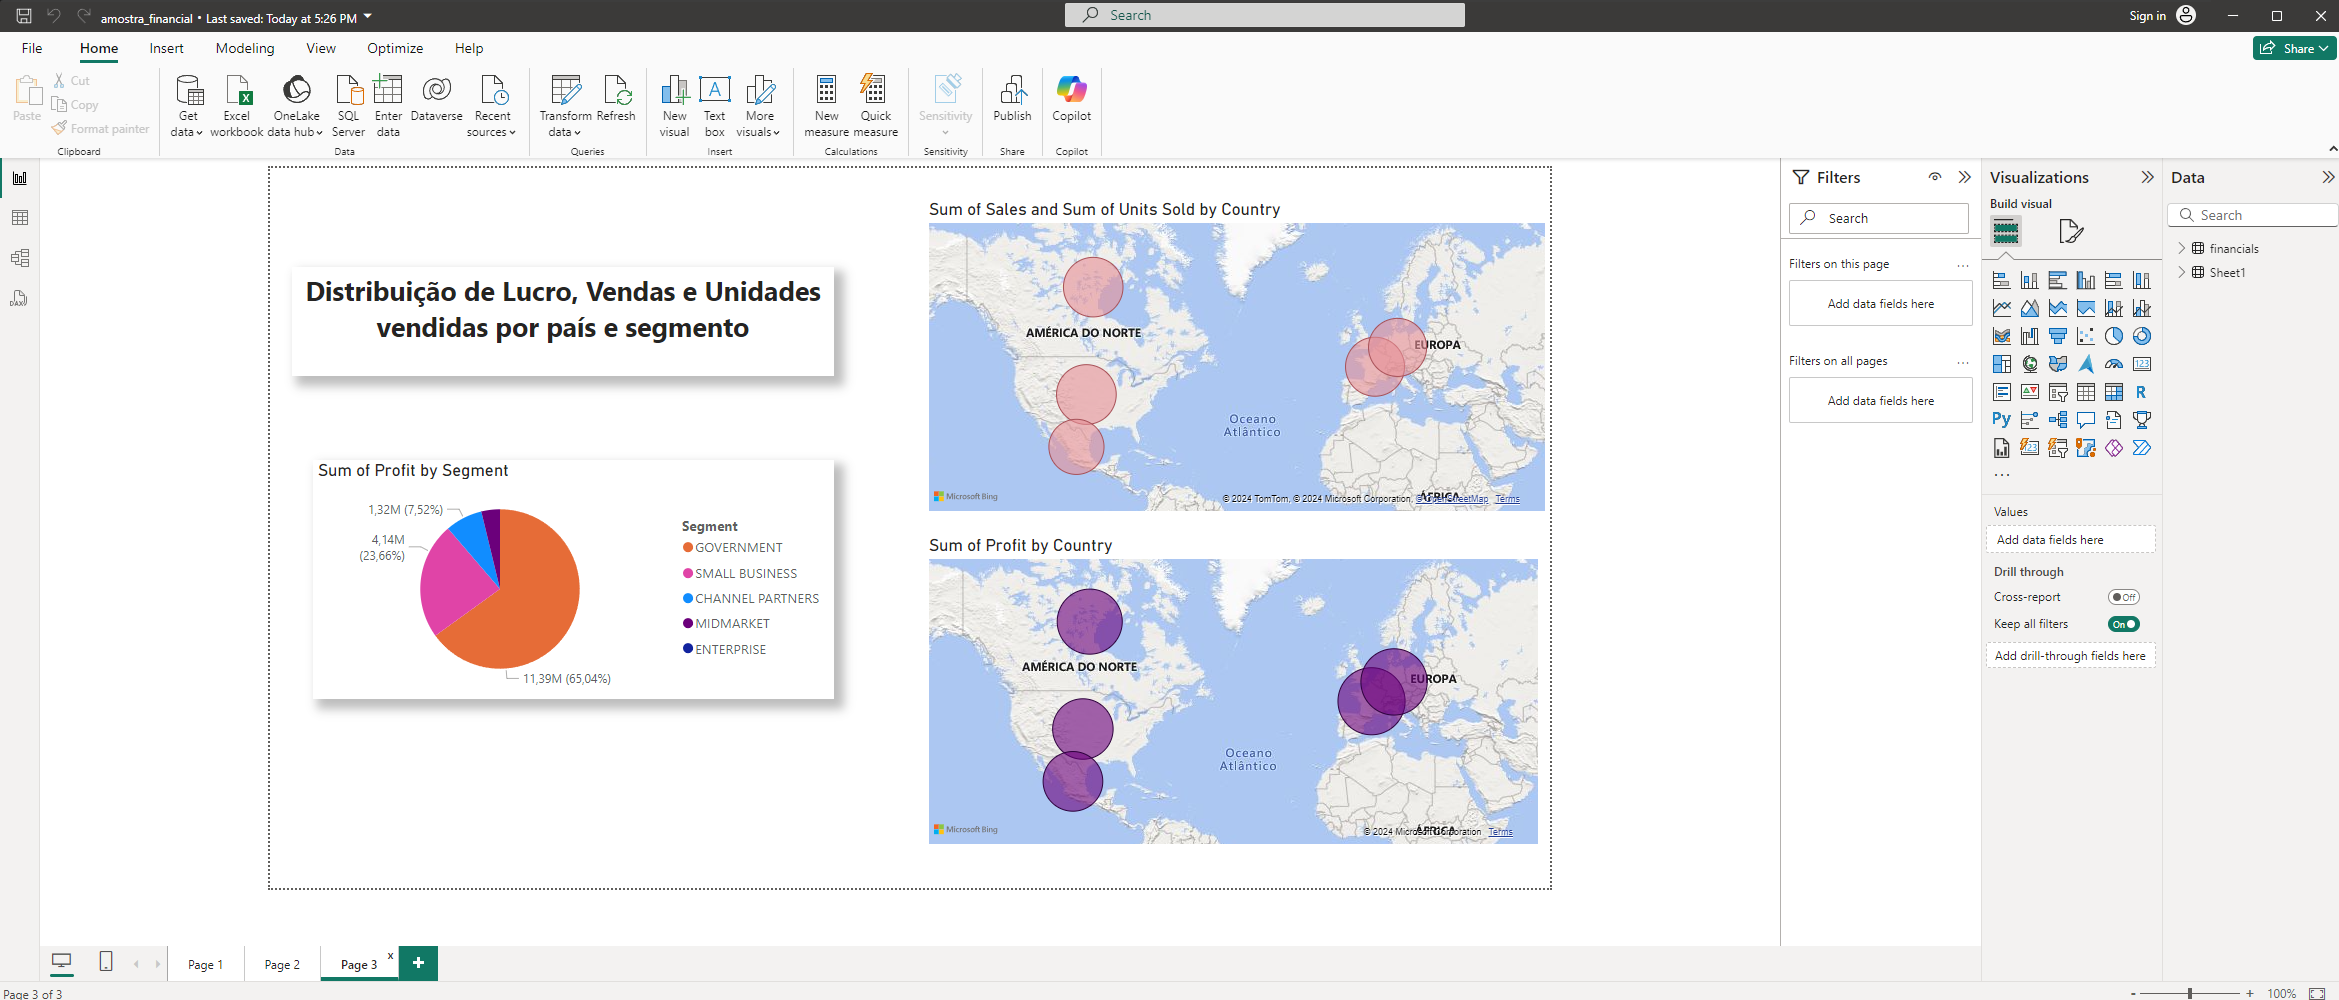 amostra_financial • Last saved: Today at 5:26 PM
Search
Sign in
File Home Insert Modeling View Optimize Help
Share
Paste
Cut
Copy
Format painter
Clipboard
Get data
Excel workbook
OneLake data hub
SQL Server
Enter data
Dataverse
Recent sources
Data
Transform data
Refresh
Queries
New visual
Text box
More visuals
Insert
New measure
Quick measure
Calculations
Sensitivity
Sensitivity
Publish
Share
Copilot
Copilot
Distribuição de Lucro, Vendas e Unidades
vendidas por país e segmento
Sum of Profit by Segment
1,32M (7,52%)
4,14M
(23,66%)
11,39M (65,04%)
Segment
GOVERNMENT
SMALL BUSINESS
CHANNEL PARTNERS
MIDMARKET
ENTERPRISE
Sum of Sales and Sum of Units Sold by Country
AMÉRICA DO NORTE
EUROPA
Oceano
Atlântico
ÁFRICA
Microsoft Bing
© 2024 TomTom, © 2024 Microsoft Corporation, © OpenStreetMap Terms
Sum of Profit by Country
AMÉRICA DO NORTE
EUROPA
Oceano
Atlântico
ÁFRICA
Microsoft Bing
© 2024 Microsoft Corporation Terms
Filters
Search
Filters on this page
...
Add data fields here
Filters on all pages
...
Add data fields here
Visualizations
Build visual
R
Py
123
...
Values
Add data fields here
Drill through
Cross-report
Off
Keep all filters
On
Add drill-through fields here
Data
Search
financials
Sheet1
Page 1
Page 2
Page 3
x
+
Page 3 of 3
- + 100%